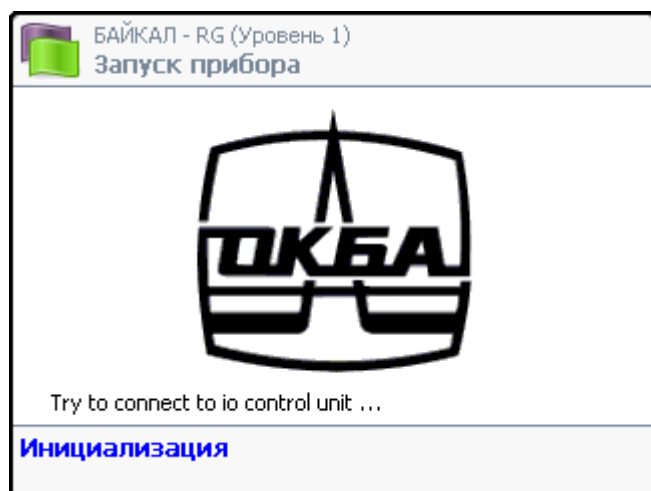 БАЙКАЛ - RG (Уровень 1)
Запуск прибора
ОКБА
Try to connect to io control unit ...
Инициализация